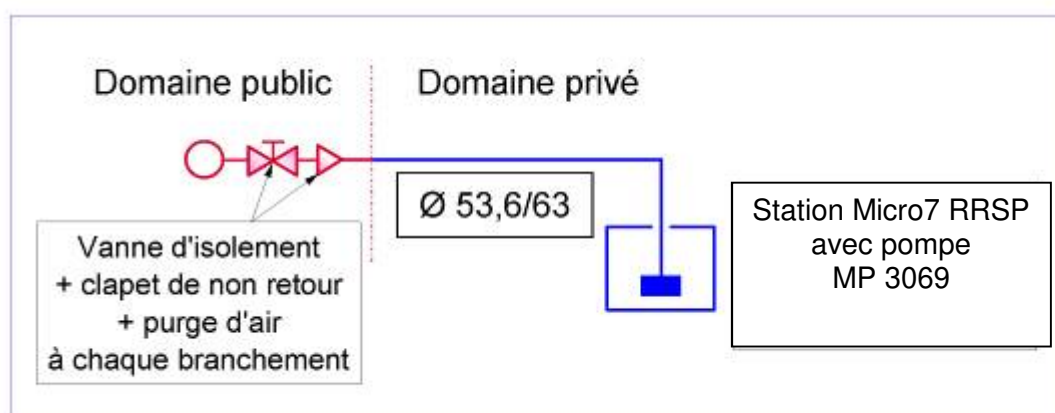 Domaine public
Domaine privé
Ø 53,6/63
Vanne d'isolement
+ clapet de non retour
+ purge d'air
à chaque branchement
Station Micro7 RRSP
avec pompe
MP 3069